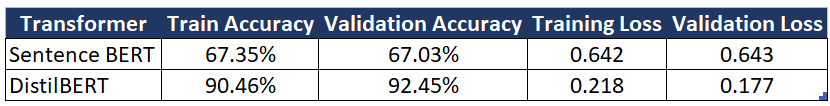 Transformer Train Accuracy Validation Accuracy Training Loss Validation Loss
Sentence BERT 67.35% 67.03% 0.642 0.643
DistilBERT 90.46% 92.45% 0.218 0.177